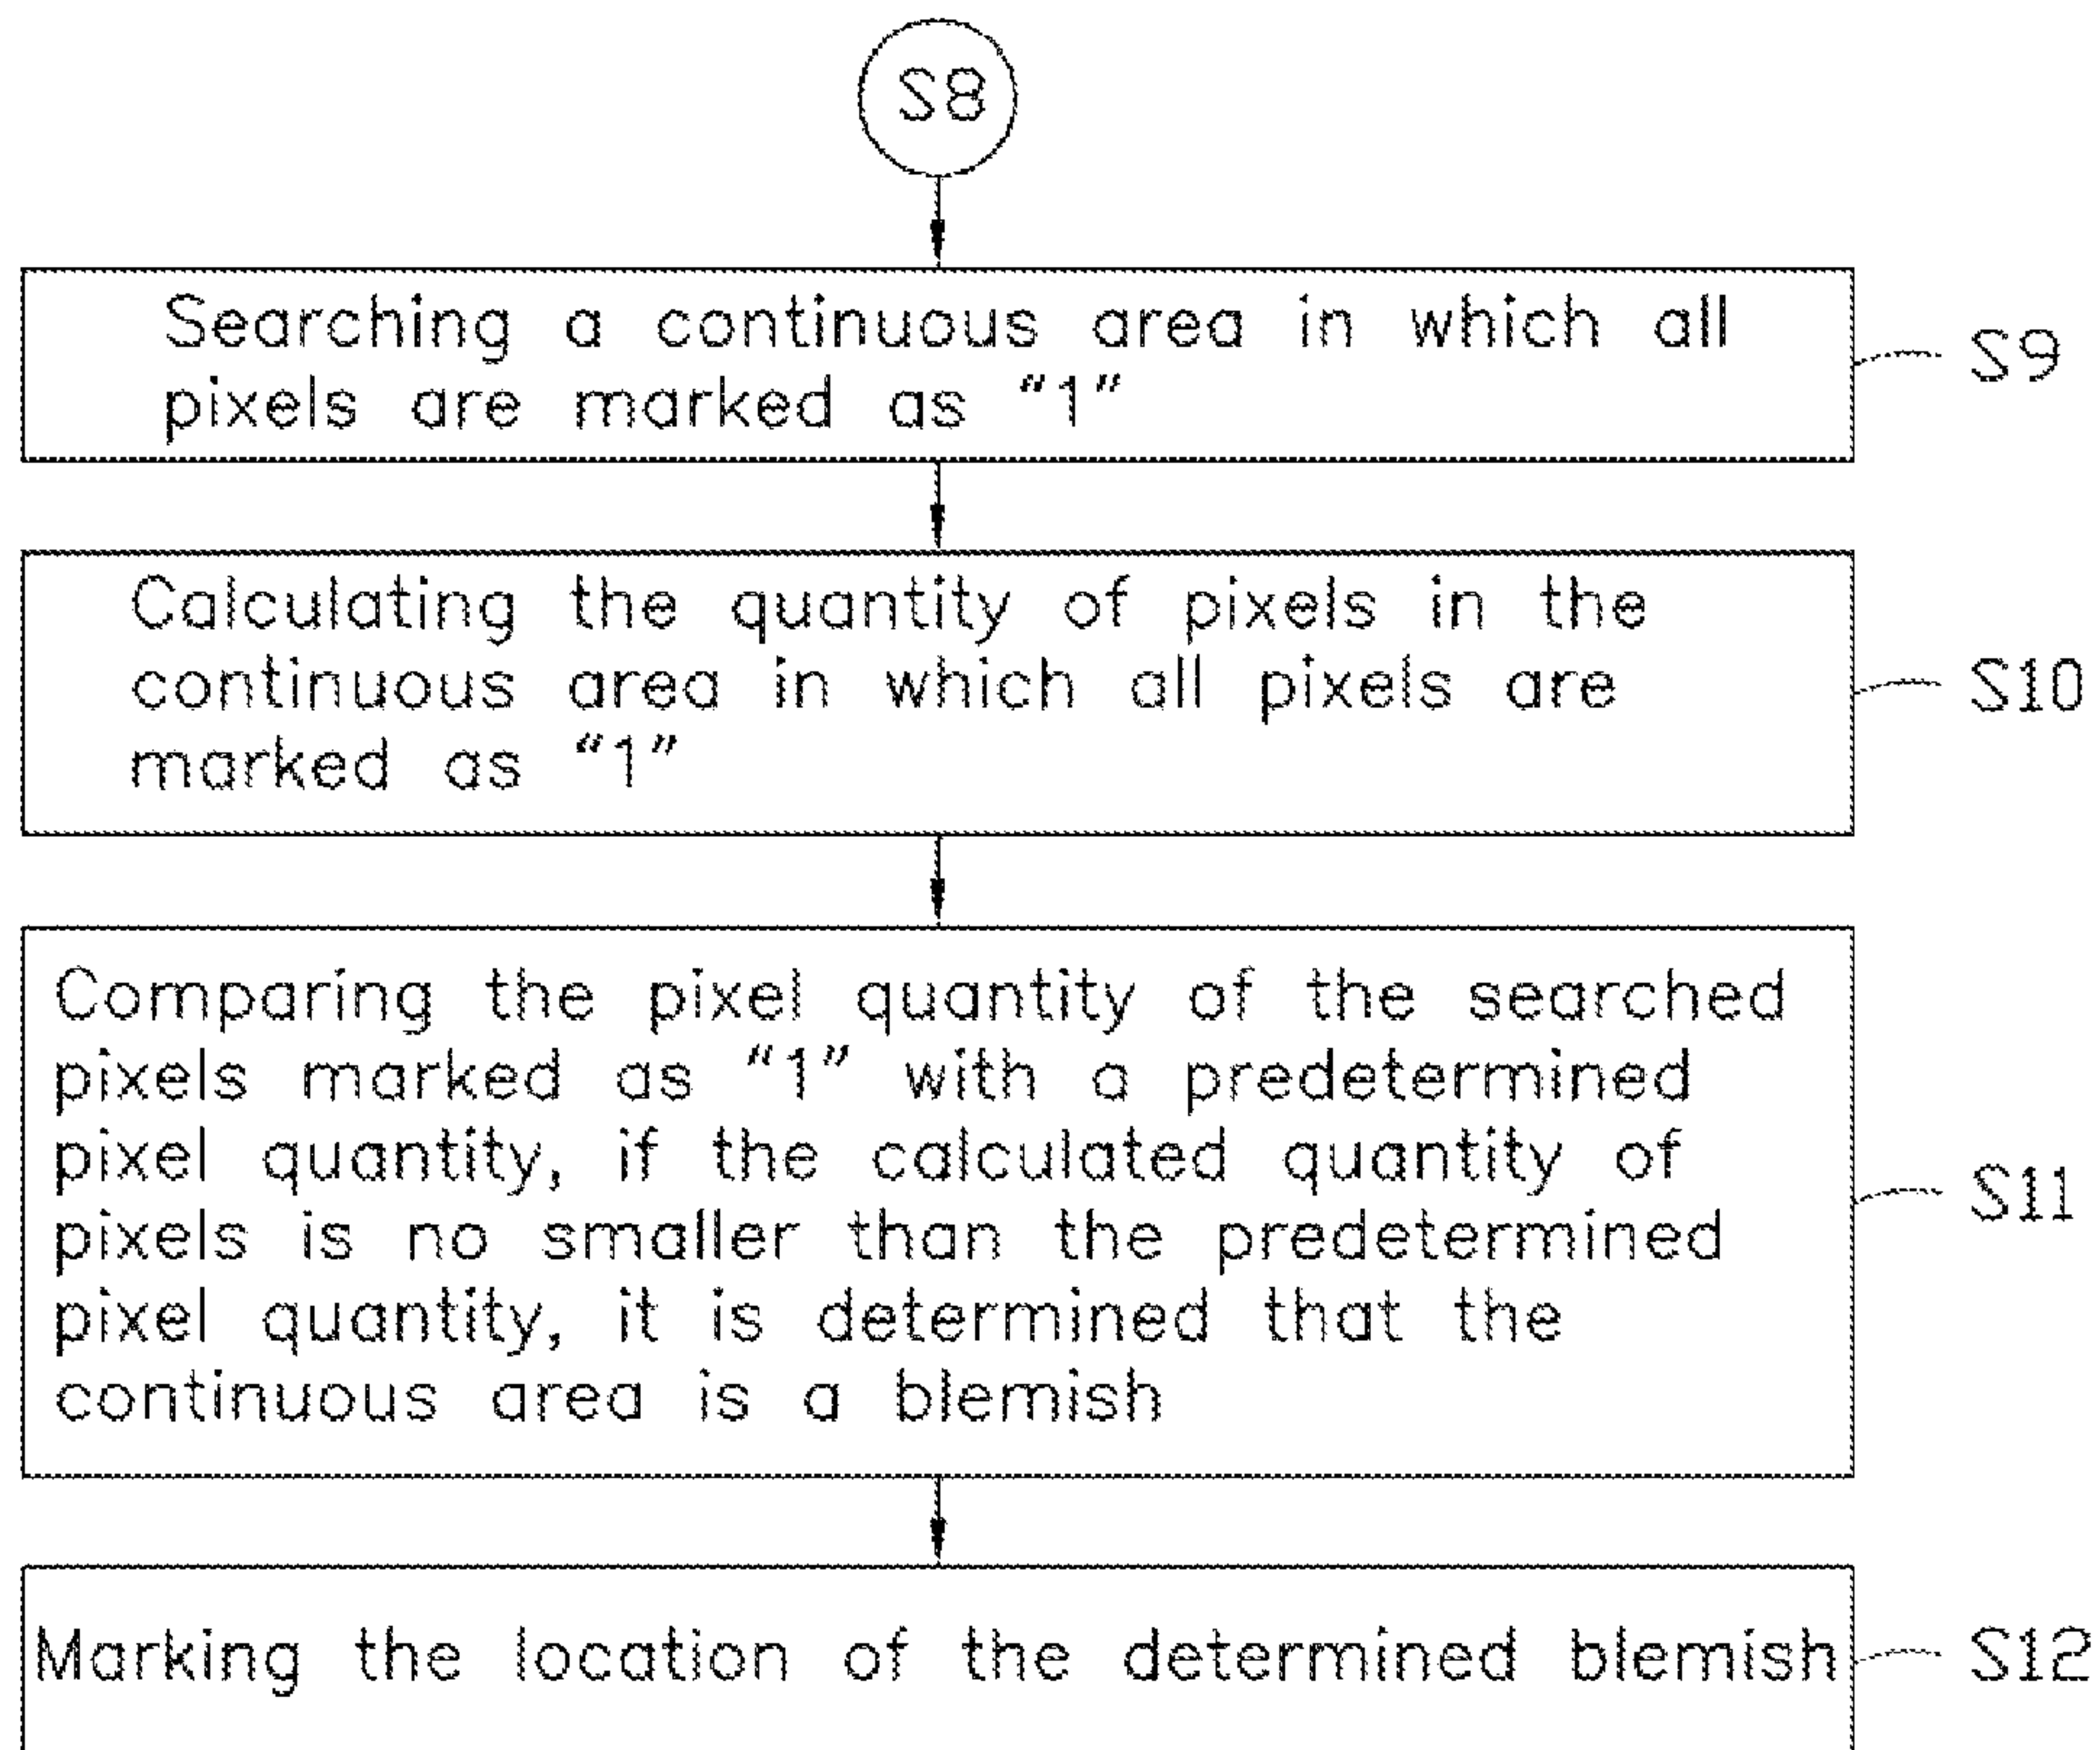 S8
Searching a continuous area in which all
pixels are marked as “1”
S9
Calculating the quantity of pixels in the
continuous area in which all pixels are
marked as “1”
S10
Comparing the pixel quantity of the searched
pixels marked as “1” with a predetermined
pixel quantity, if the calculated quantity of
pixels is no smaller than the predetermined
pixel quantity, it is determined that the
continuous area is a blemish
S11
Marking the location of the determined blemish
S12